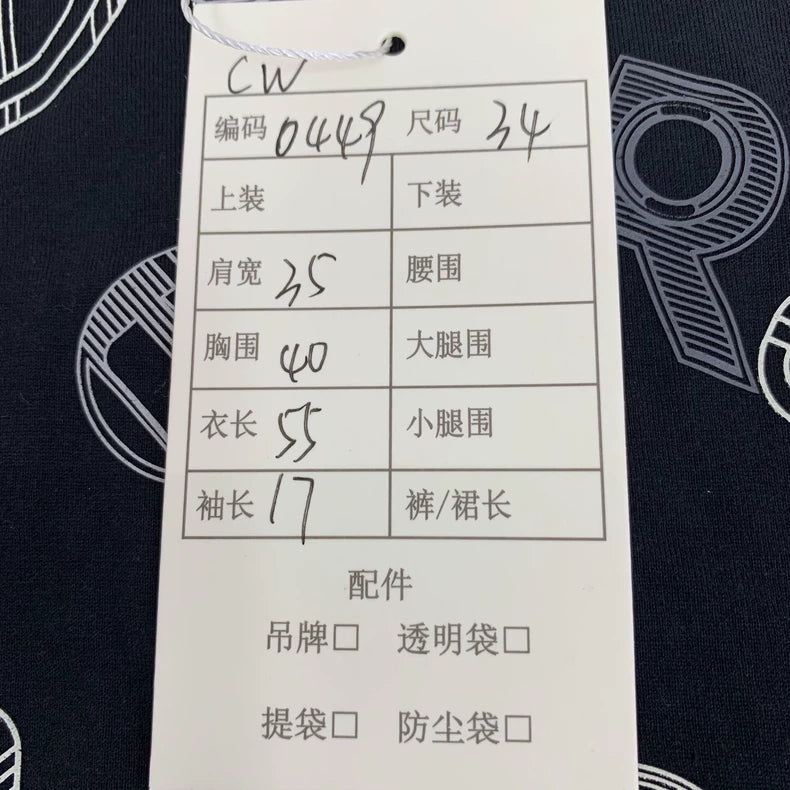 CW
编码 0449 尺码 34
上装 下装
肩宽 35 腰围
胸围 40 大腿围
衣长 55 小腿围
袖长 17 裤/裙长
配件
吊牌□ 透明袋□
提袋□ 防尘袋□